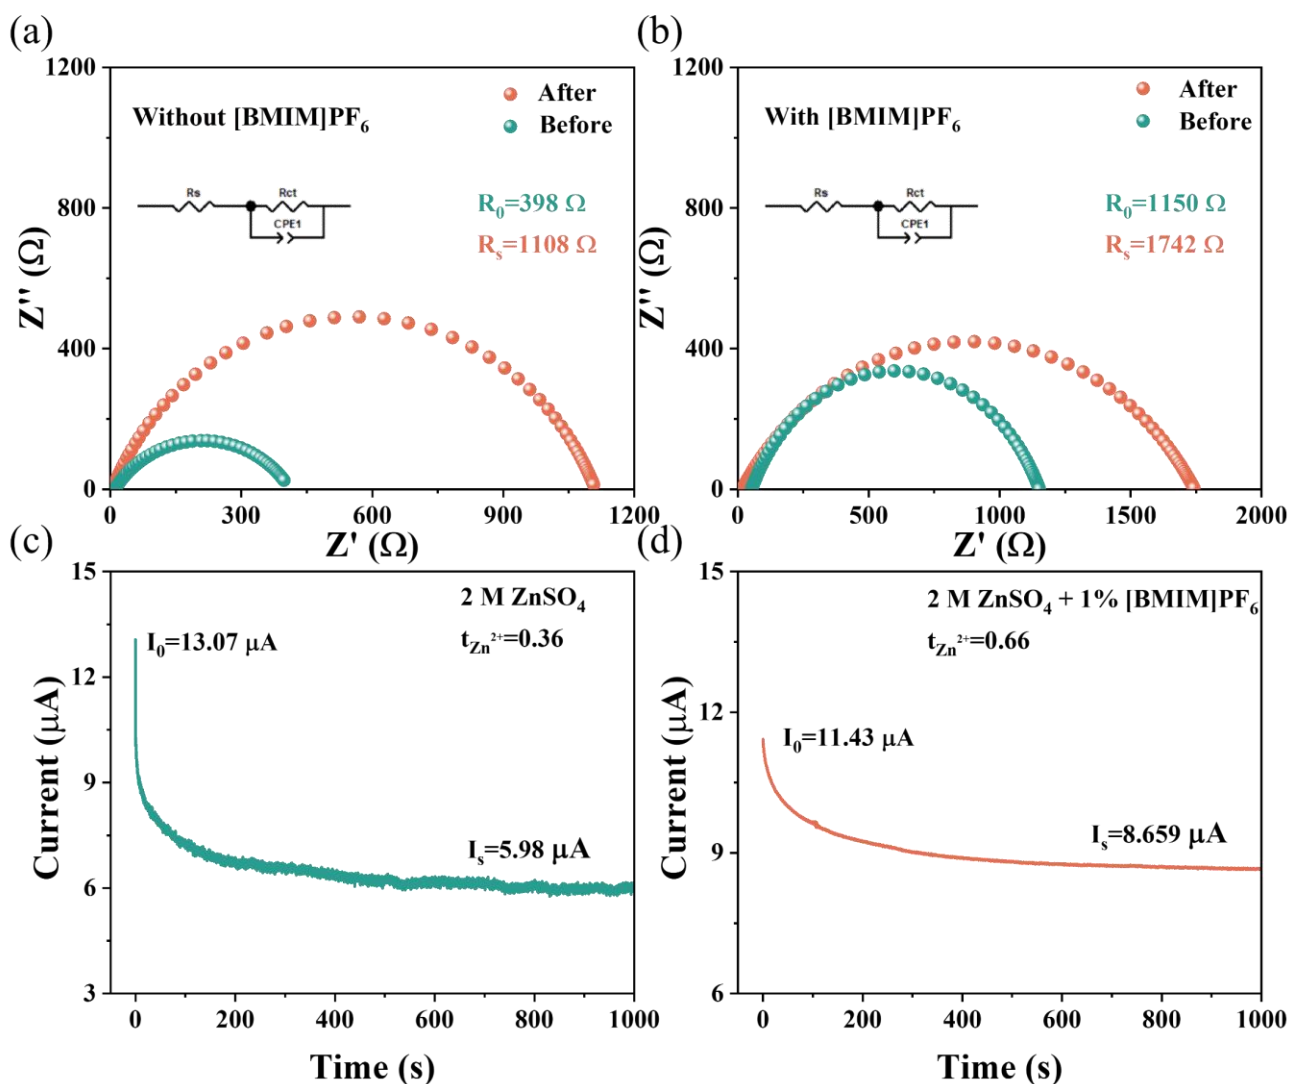 (a)
1200
800
400
0
Z'' (Ω)
Without [BMIM]PF₆
After
Before
Rs
Rct
CPE1
R₀=398 Ω
Rₛ=1108 Ω
0 300 600 900 1200
Z' (Ω)
(b)
1200
800
400
0
Z'' (Ω)
With [BMIM]PF₆
After
Before
Rs
Rct
CPE1
R₀=1150 Ω
Rₛ=1742 Ω
0 500 1000 1500 2000
Z' (Ω)
(c)
15
12
9
6
3
Current (μA)
2 M ZnSO₄
t_Zn²⁺=0.36
I₀=13.07 μA
Iₛ=5.98 μA
0 200 400 600 800 1000
Time (s)
(d)
15
12
9
6
Current (μA)
2 M ZnSO₄ + 1% [BMIM]PF₆
t_Zn²⁺=0.66
I₀=11.43 μA
Iₛ=8.659 μA
0 200 400 600 800 1000
Time (s)